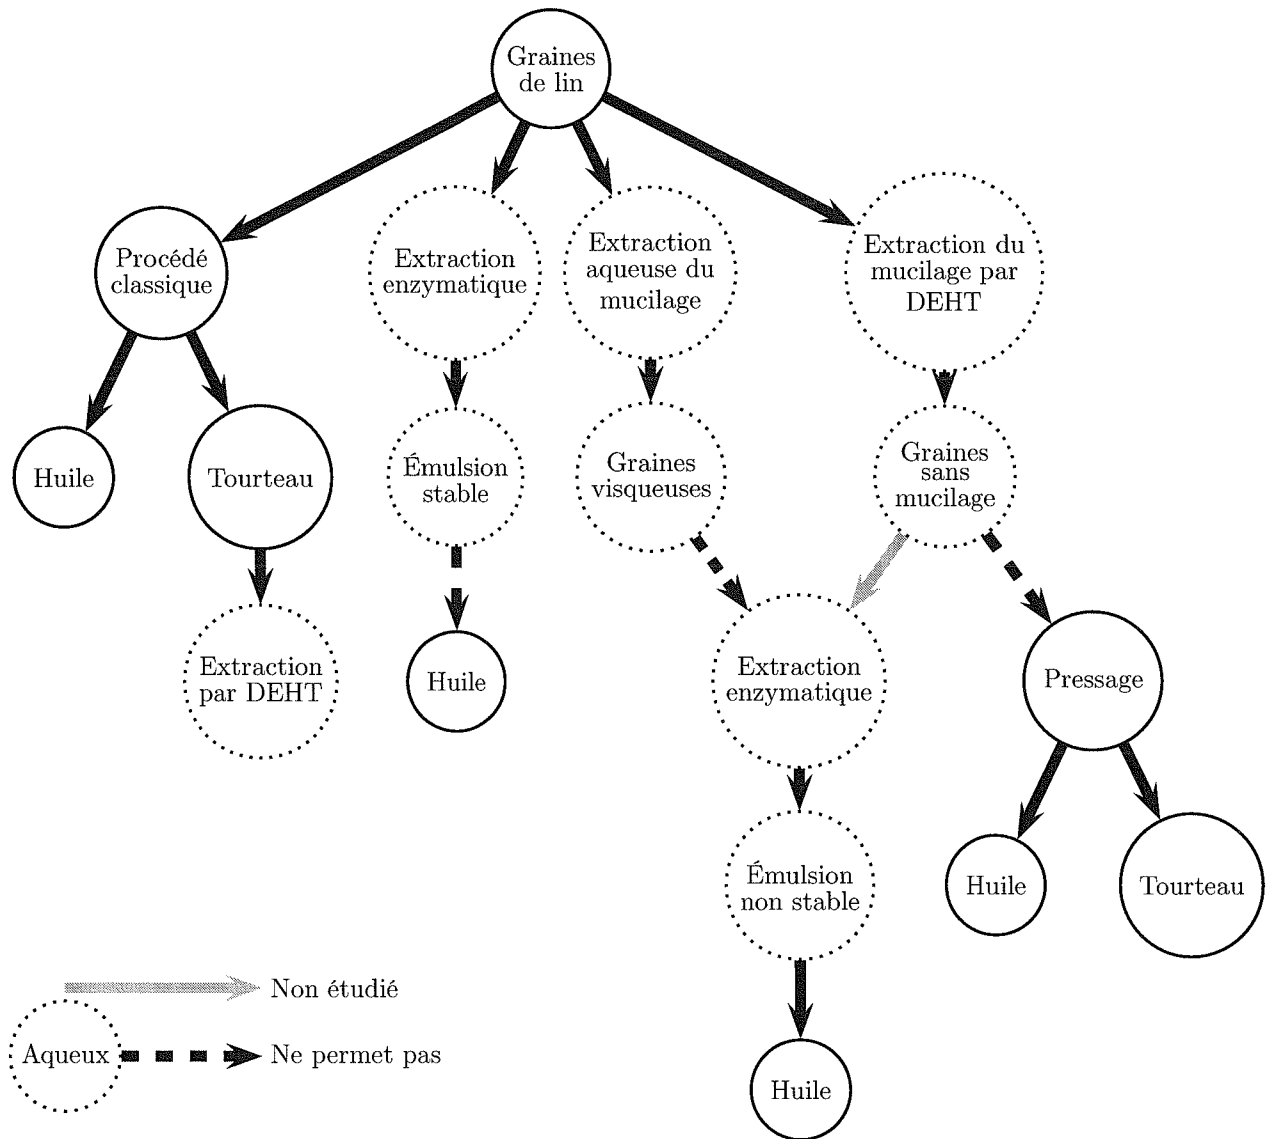 Graines
de lin
Procédé
classique
Extraction
enzymatique
Extraction
aqueuse du
mucilage
Extraction du
mucilage par
DEHT
Huile
Tourteau
Émulsion
stable
Graines
visqueuses
Graines
sans
mucilage
Extraction
par DEHT
Huile
Extraction
enzymatique
Pressage
Émulsion
non stable
Huile
Tourteau
Non étudié
Aqueux
Ne permet pas
Huile